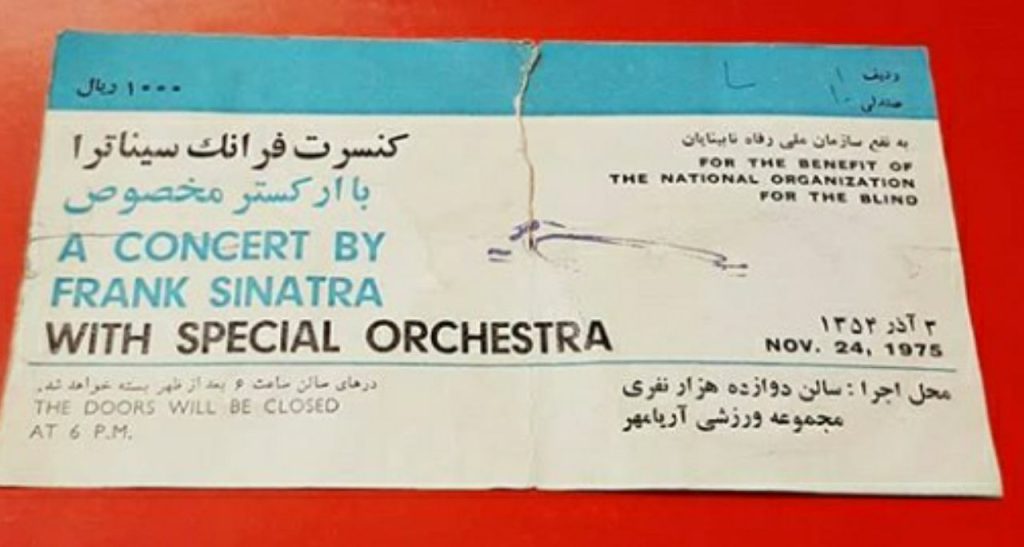 ۱۰۰۰ ریال
ردیف ۱
صندلی ۱۰
کنسرت فرانك سیناترا
با ارکستر مخصوص
A CONCERT BY
FRANK SINATRA
WITH SPECIAL ORCHESTRA
به نفع سازمان ملی رفاه نابینایان
FOR THE BENEFIT OF
THE NATIONAL ORGANIZATION
FOR THE BLIND
۳ آذر ۱۳۵۴
NOV. 24, 1975
درهای سالن ساعت ۶ بعد از ظهر بسته خواهد شد.
THE DOORS WILL BE CLOSED
AT 6 P.M.
محل اجرا : سالن دوازده هزار نفری
مجموعه ورزشی آریامهر